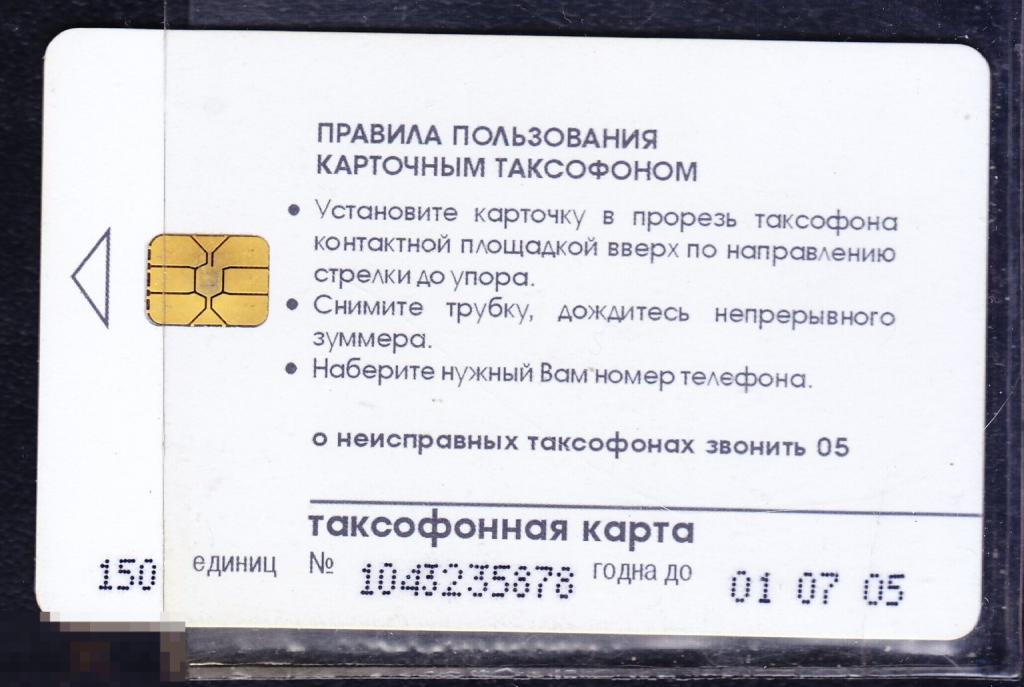 ПРАВИЛА ПОЛЬЗОВАНИЯ
КАРТОЧНЫМ ТАКСОФОНОМ
• Установите карточку в прорезь таксофона
контактной площадкой вверх по направлению
стрелки до упора.
• Снимите трубку, дождитесь непрерывного
зуммера.
• Наберите нужный Вам номер телефона.
о неисправных таксофонах звонить 05
таксофонная карта
150 единиц № 1043235878 годна до 01 07 05